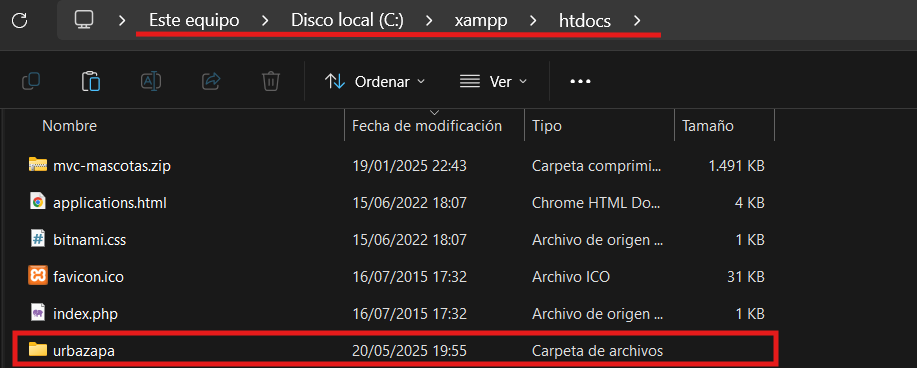 Este equipo > Disco local (C:) > xampp > htdocs >
Ordenar Ver ...
Nombre Fecha de modificación Tipo Tamaño
mvc-mascotas.zip 19/01/2025 22:43 Carpeta comprimi... 1.491 KB
applications.html 15/06/2022 18:07 Chrome HTML Do... 4 KB
bitnami.css 15/06/2022 18:07 Archivo de origen ... 1 KB
favicon.ico 16/07/2015 17:32 Archivo ICO 31 KB
index.php 16/07/2015 17:32 Archivo de origen ... 1 KB
urbazapa 20/05/2025 19:55 Carpeta de archivos